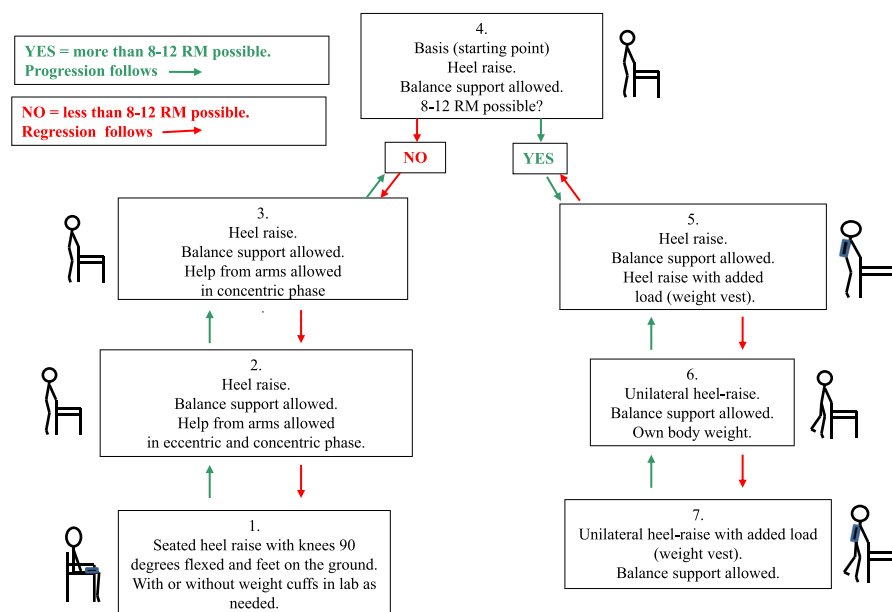 YES = more than 8-12 RM possible.
Progression follows
NO = less than 8-12 RM possible.
Regression follows
4.
Basis (starting point)
Heel raise.
Balance support allowed.
8-12 RM possible?
NO
YES
3.
Heel raise.
Balance support allowed.
Help from arms allowed
in concentric phase
.
5.
Heel raise.
Balance support allowed.
Heel raise with added
load (weight vest).
2.
Heel raise.
Balance support allowed.
Help from arms allowed
in eccentric and concentric phase.
6.
Unilateral heel-raise.
Balance support allowed.
Own body weight.
1.
Seated heel raise with knees 90
degrees flexed and feet on the ground.
With or without weight cuffs in lab as
needed.
7.
Unilateral heel-raise with added load
(weight vest).
Balance support allowed.